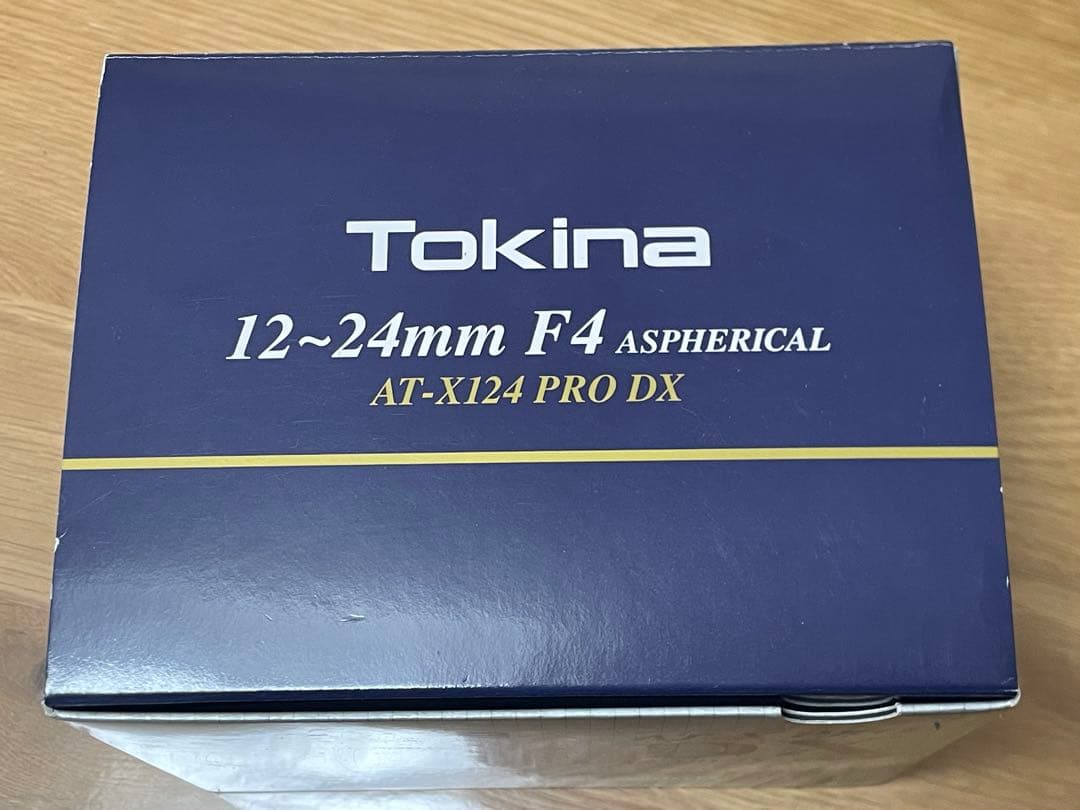 Tokina
12~24mm F4 ASPHERICAL
AT-X124 PRO DX